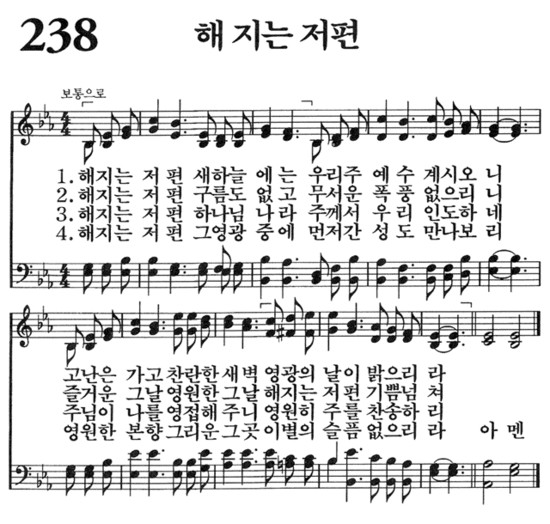 238 해 지는 저편
보통으로
1. 해지는 저 편 새하늘 에 는 우리주 예 수 계시오 니
2. 해지는 저 편 구름도 없 고 무서운 폭 풍 없으리 니
3. 해지는 저 편 하나님 나 라 주께서 우 리 인도하 네
4. 해지는 저 편 그영광 중 에 먼저간 성 도 만나보 리
고난은 가 고 찬란한 새 벽 영광의 날 이 밝으리 라
즐거운 그 날 영원한 그 날 해지는 저 편 기쁨넘 쳐
주님이 나 를 영접해 주 니 영원히 주 를 찬송하 리
영원한 본 향 그리운 그 곳 이별의 슬 픔 없으리 라 아 멘